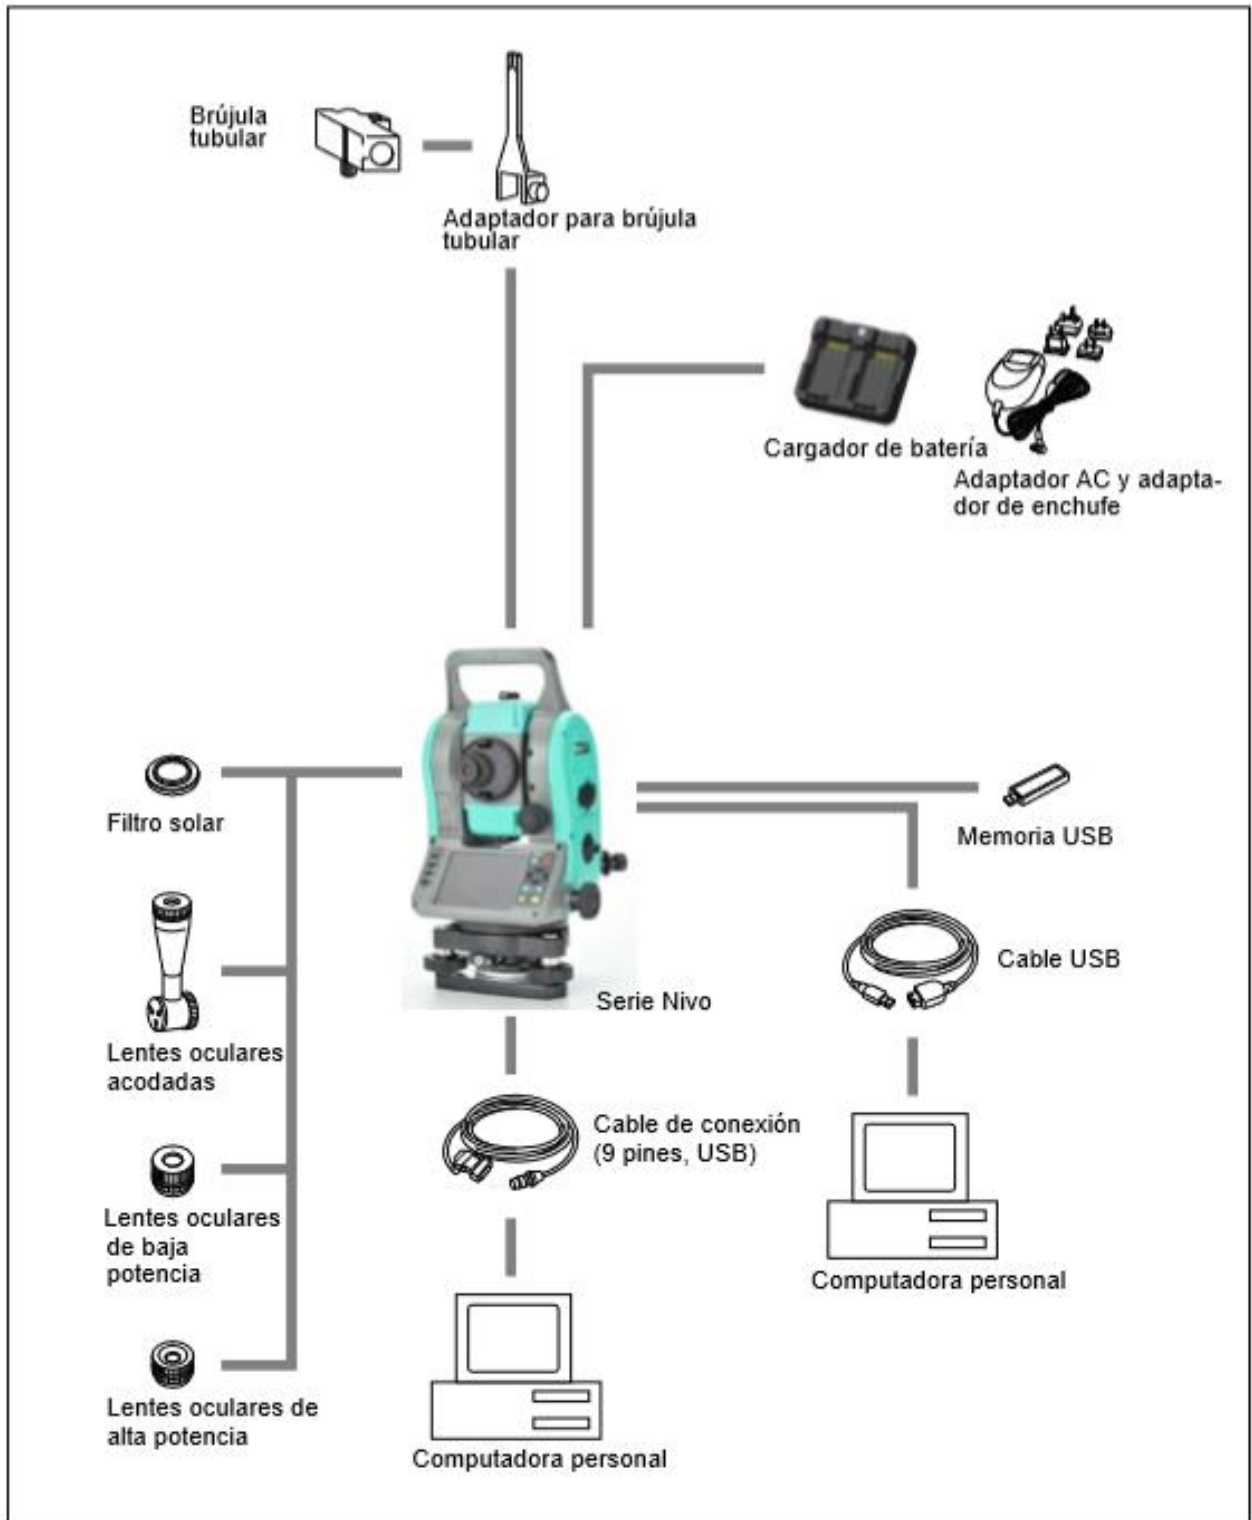 Brújula
tubular
Adaptador para brújula
tubular
Cargador de batería
Adaptador AC y adapta-
dor de enchufe
Filtro solar
Memoria USB
Cable USB
Serie Nivo
Lentes oculares
acodadas
Cable de conexión
(9 pines, USB)
Lentes oculares
de baja
potencia
Computadora personal
Lentes oculares de
alta potencia
Computadora personal